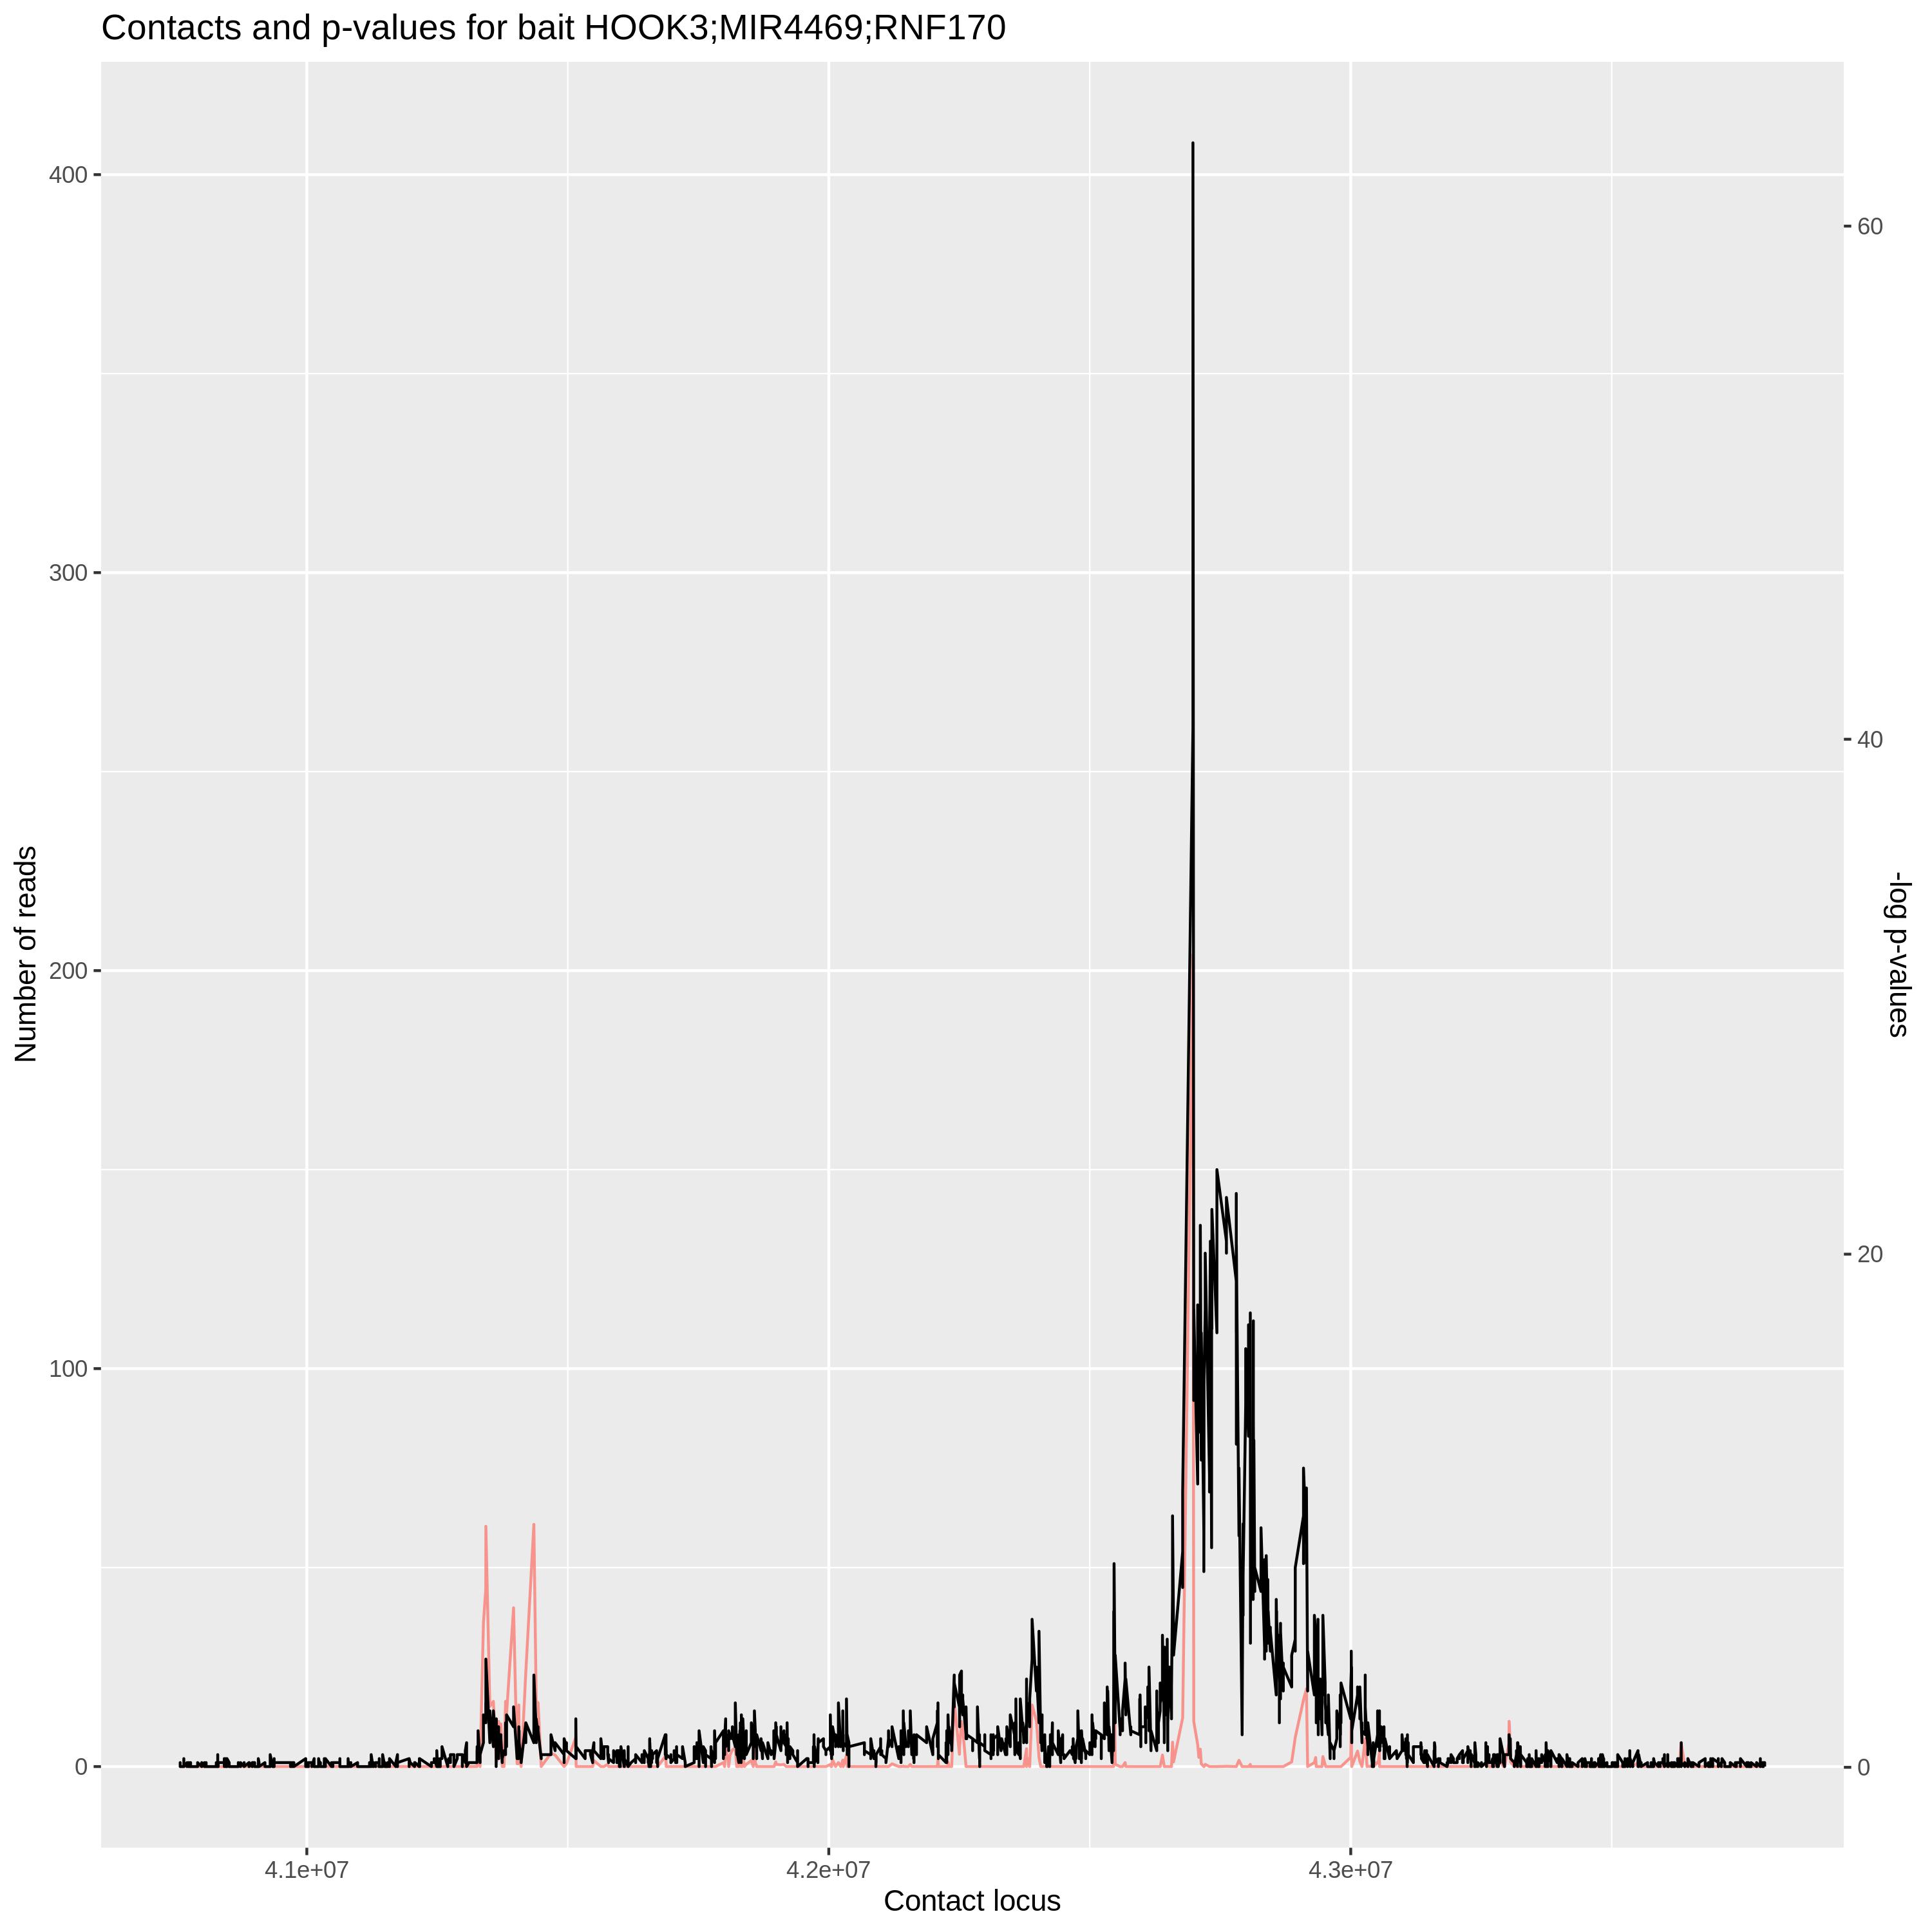 Contacts and p-values for bait HOOK3;MIR4469;RNF170
400
300
200
100
0
Number of reads
60
40
20
0
-log p-values
4.1e+07
4.2e+07
4.3e+07
Contact locus